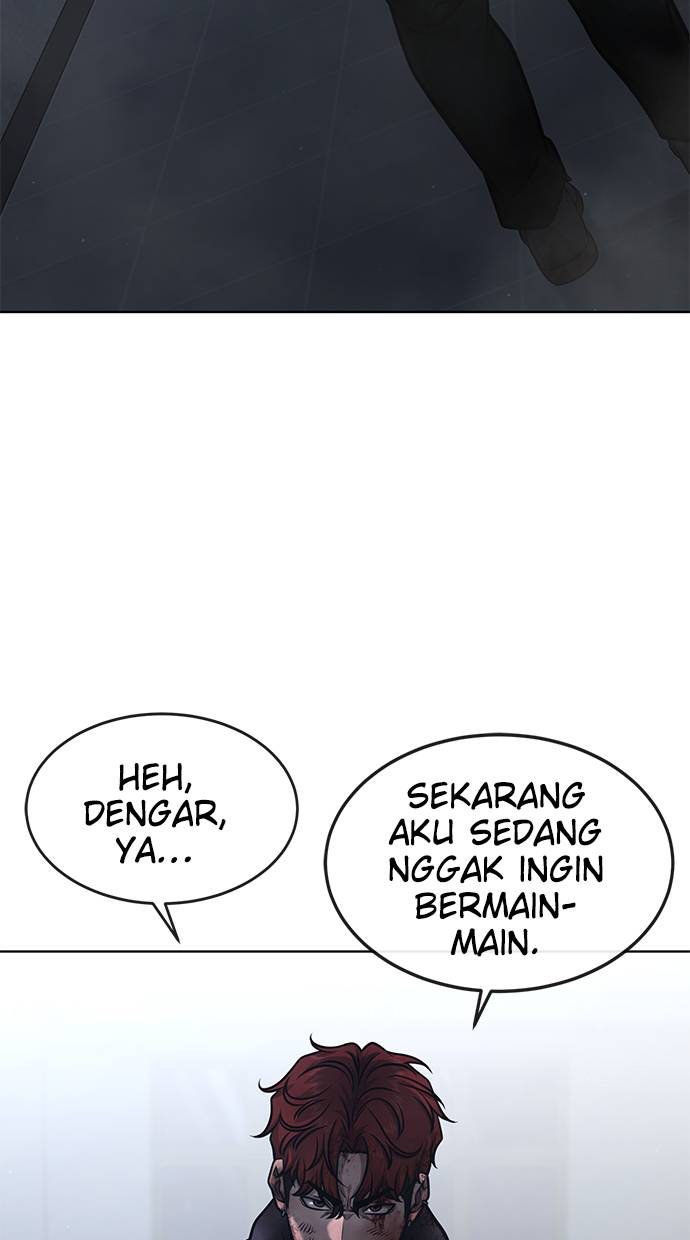 HEH,
DENGAR,
YA...
SEKARANG
AKU SEDANG
NGGAK INGIN
BERMAIN-
MAIN.